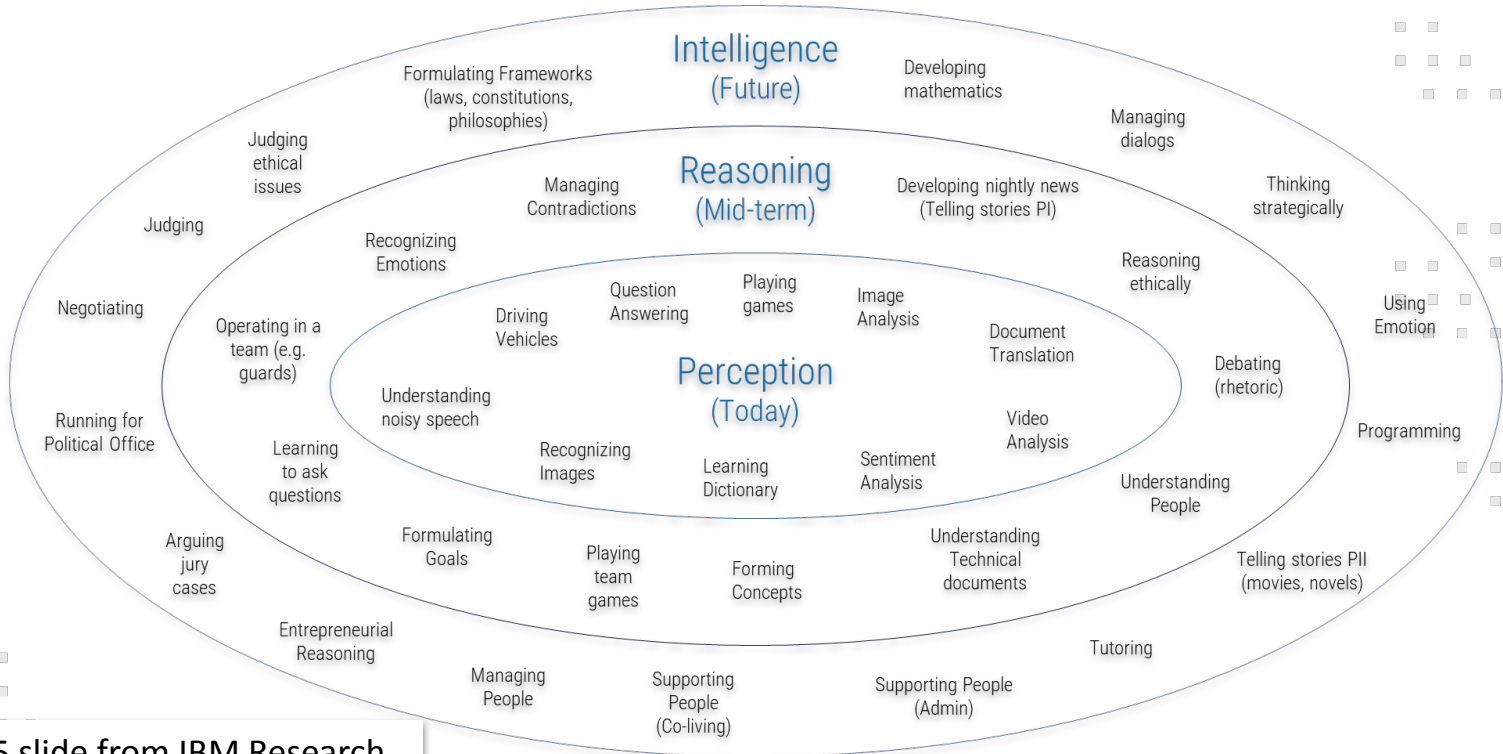 Intelligence
(Future)
Formulating Frameworks
(laws, constitutions,
philosophies)
Developing
mathematics
Managing
dialogs
Judging
ethical
issues
Thinking
strategically
Judging
Negotiating
Using
Emotion
Running for
Political Office
Programming
Arguing
jury
cases
Telling stories PII
(movies, novels)
Entrepreneurial
Reasoning
Tutoring
Managing
People
Supporting
People
(Co-living)
Supporting People
(Admin)
Reasoning
(Mid-term)
Managing
Contradictions
Developing nightly news
(Telling stories PI)
Recognizing
Emotions
Reasoning
ethically
Operating in a
team (e.g.
guards)
Debating
(rhetoric)
Learning
to ask
questions
Understanding
People
Formulating
Goals
Playing
team
games
Forming
Concepts
Understanding
Technical
documents
Perception
(Today)
Driving
Vehicles
Question
Answering
Playing
games
Image
Analysis
Document
Translation
Understanding
noisy speech
Video
Analysis
Recognizing
Images
Learning
Dictionary
Sentiment
Analysis
slide from IBM Research